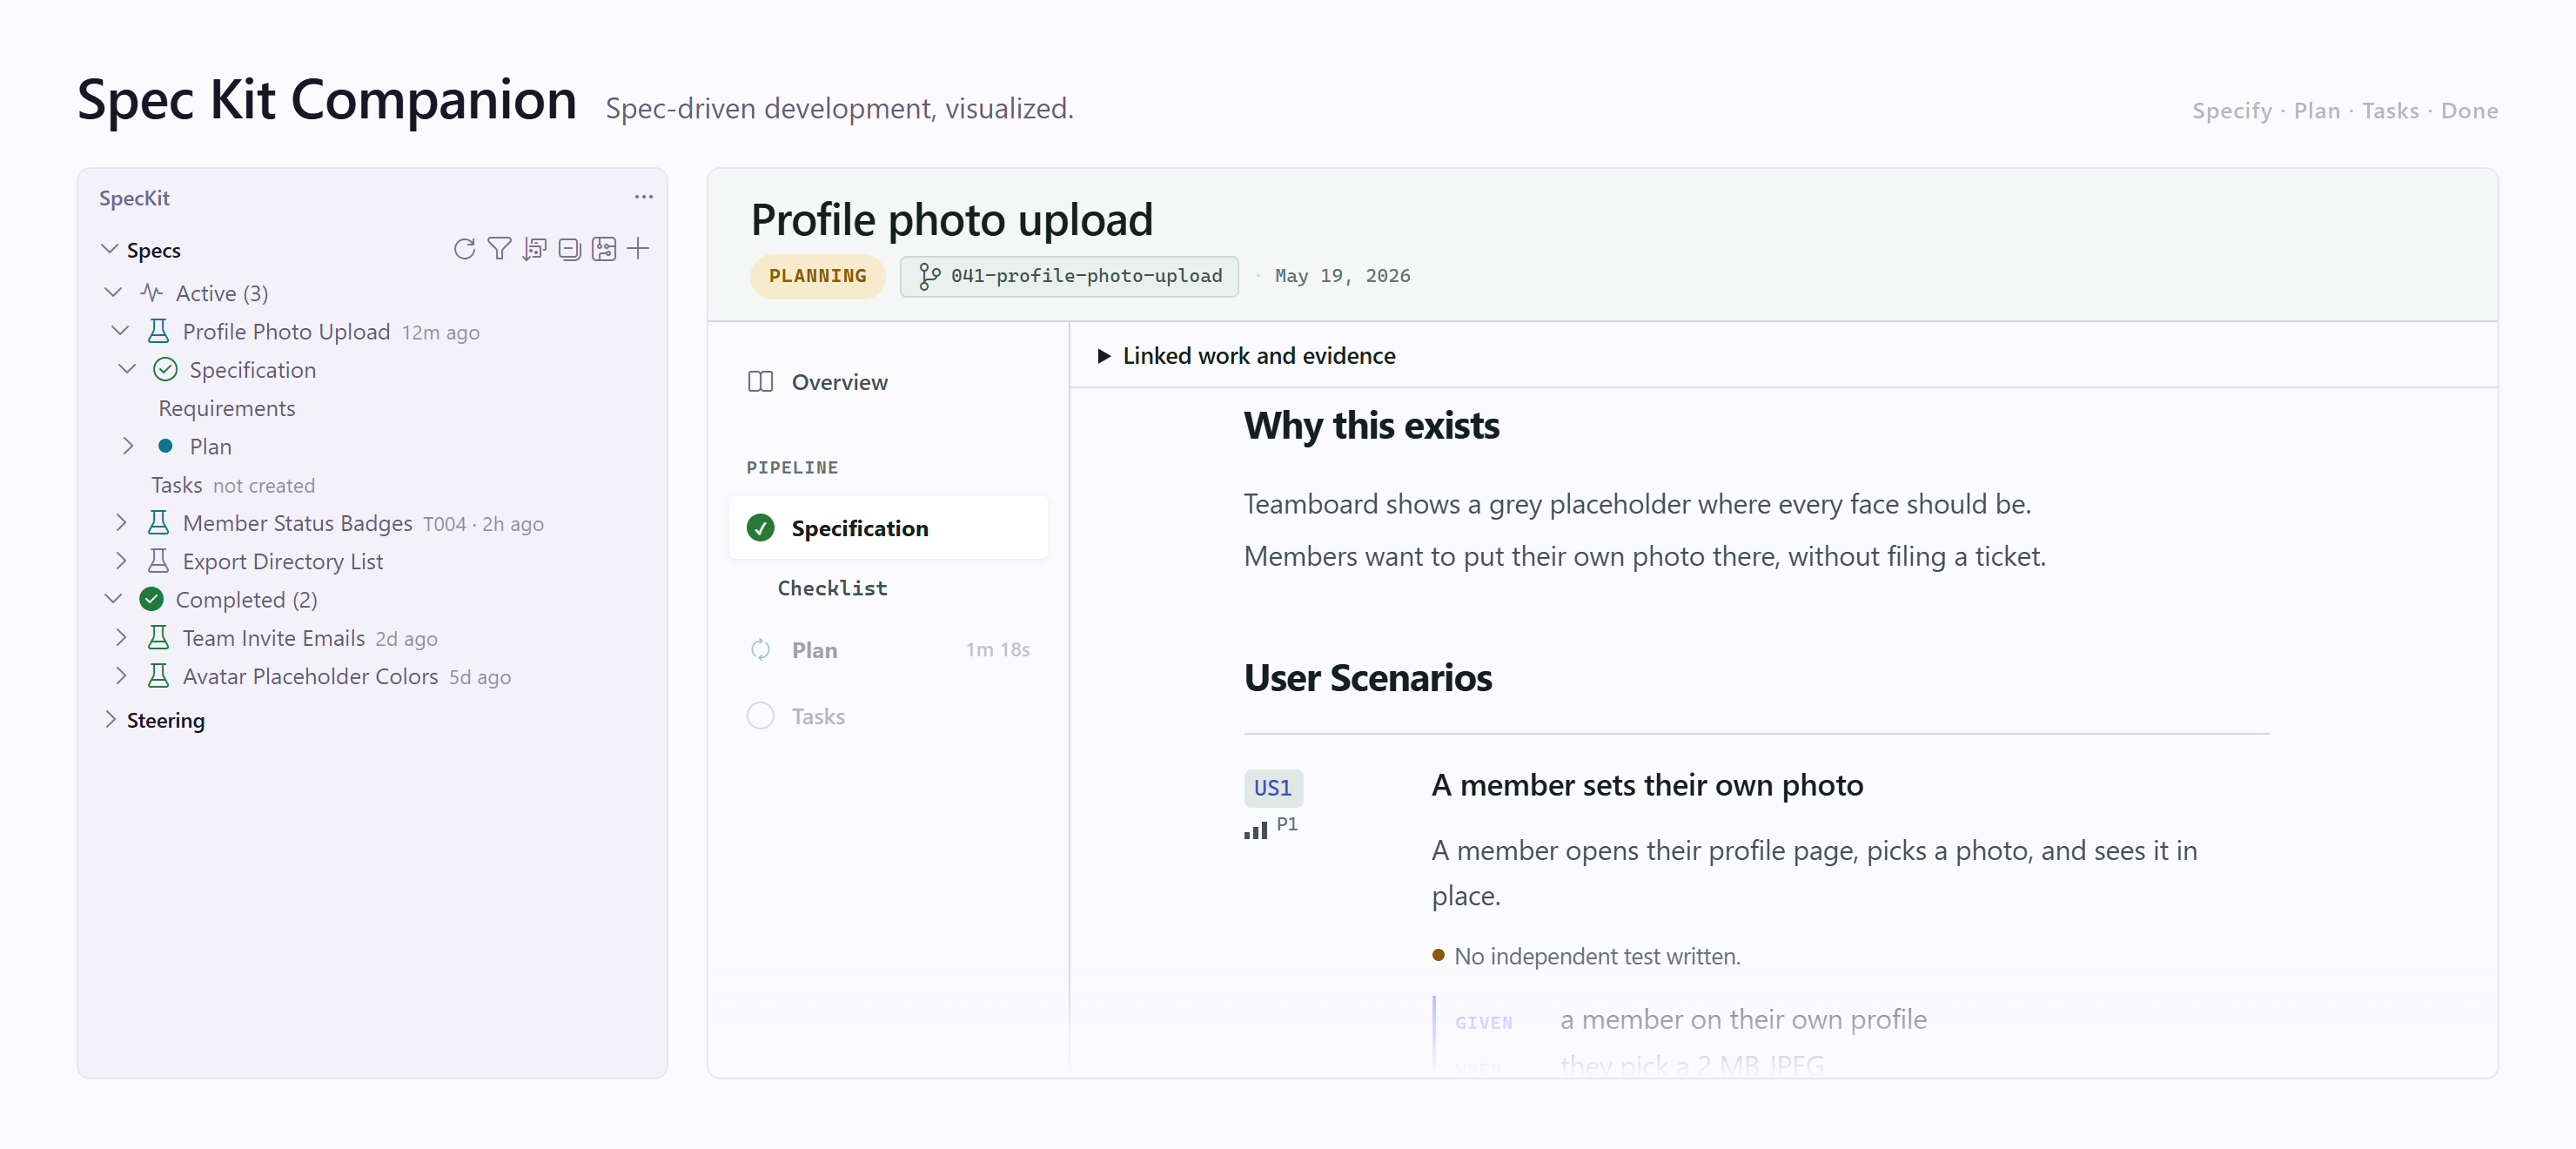 Spec Kit Companion Spec-driven development, visualized.
Specify · Plan · Tasks · Done
SpecKit
Specs
Active (3)
Profile Photo Upload 12m ago
Specification
Requirements
Plan
Tasks not created
Member Status Badges T004 · 2h ago
Export Directory List
Completed (2)
Team Invite Emails 2d ago
Avatar Placeholder Colors 5d ago
Steering
Profile photo upload
PLANNING 041-profile-photo-upload · May 19, 2026
Overview
PIPELINE
Specification
Checklist
Plan 1m 18s
Tasks
Linked work and evidence
Why this exists
Teamboard shows a grey placeholder where every face should be.
Members want to put their own photo there, without filing a ticket.
User Scenarios
US1
P1
A member sets their own photo
A member opens their profile page, picks a photo, and sees it in
place.
No independent test written.
GIVEN a member on their own profile
WHEN they pick a 2 MB JPEG